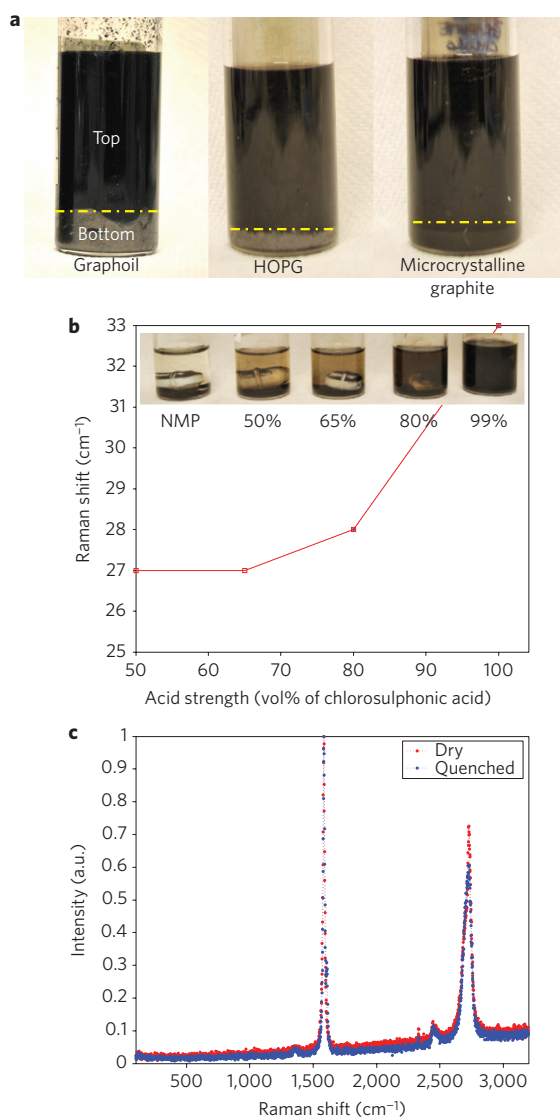 a
Top
Bottom
Graphoil
HOPG
Microcrystalline
graphite
b
33
32
31
30
29
28
27
26
25
NMP 50% 65% 80% 99%
Raman shift (cm⁻¹)
50 60 70 80 90 100
Acid strength (vol% of chlorosulphonic acid)
c
1
0.9
0.8
0.7
0.6
0.5
0.4
0.3
0.2
0.1
0
Dry
Quenched
Intensity (a.u.)
500 1,000 1,500 2,000 2,500 3,000
Raman shift (cm⁻¹)